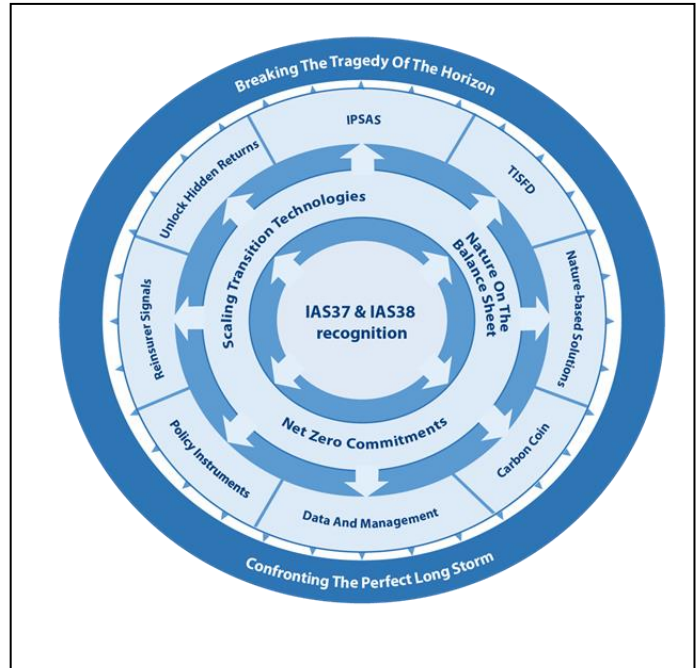 Breaking The Tragedy Of The Horizon
IPSAS
TISFD
Nature-based Solutions
Carbon Coin
Data And Management
Policy Instruments
Reinsurer Signals
Unlock Hidden Returns
Scaling Transition Technologies
Nature On The
Balance Sheet
Net Zero Commitments
IAS37 & IAS38
recognition
Confronting The Perfect Long Storm